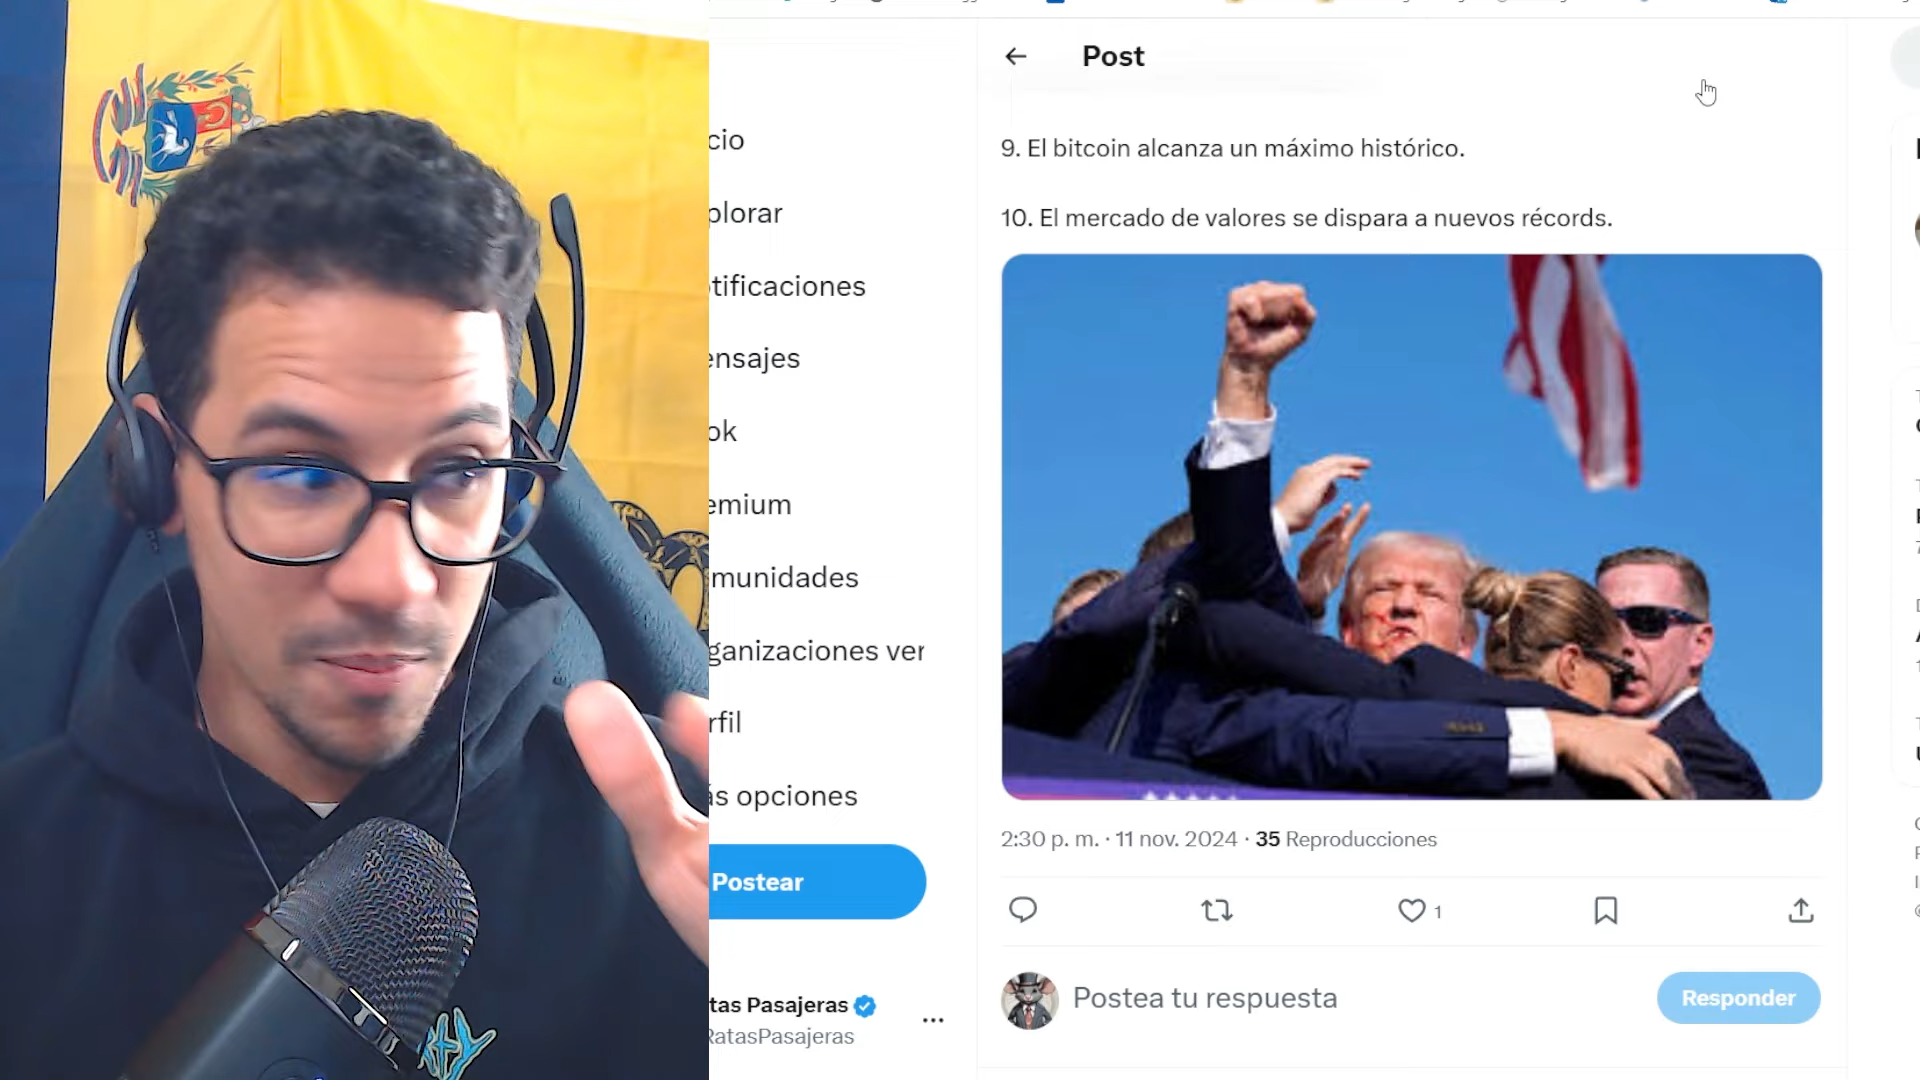 Post
9. El bitcoin alcanza un máximo histórico.
10. El mercado de valores se dispara a nuevos récords.
cio
plorar
tificaciones
ensajes
ok
emium
munidades
ganizaciones ver
rfil
ás opciones
Postear
tas Pasajeras
RatasPasajeras
2:30 p. m. · 11 nov. 2024 · 35 Reproducciones
1
Postea tu respuesta
Responder